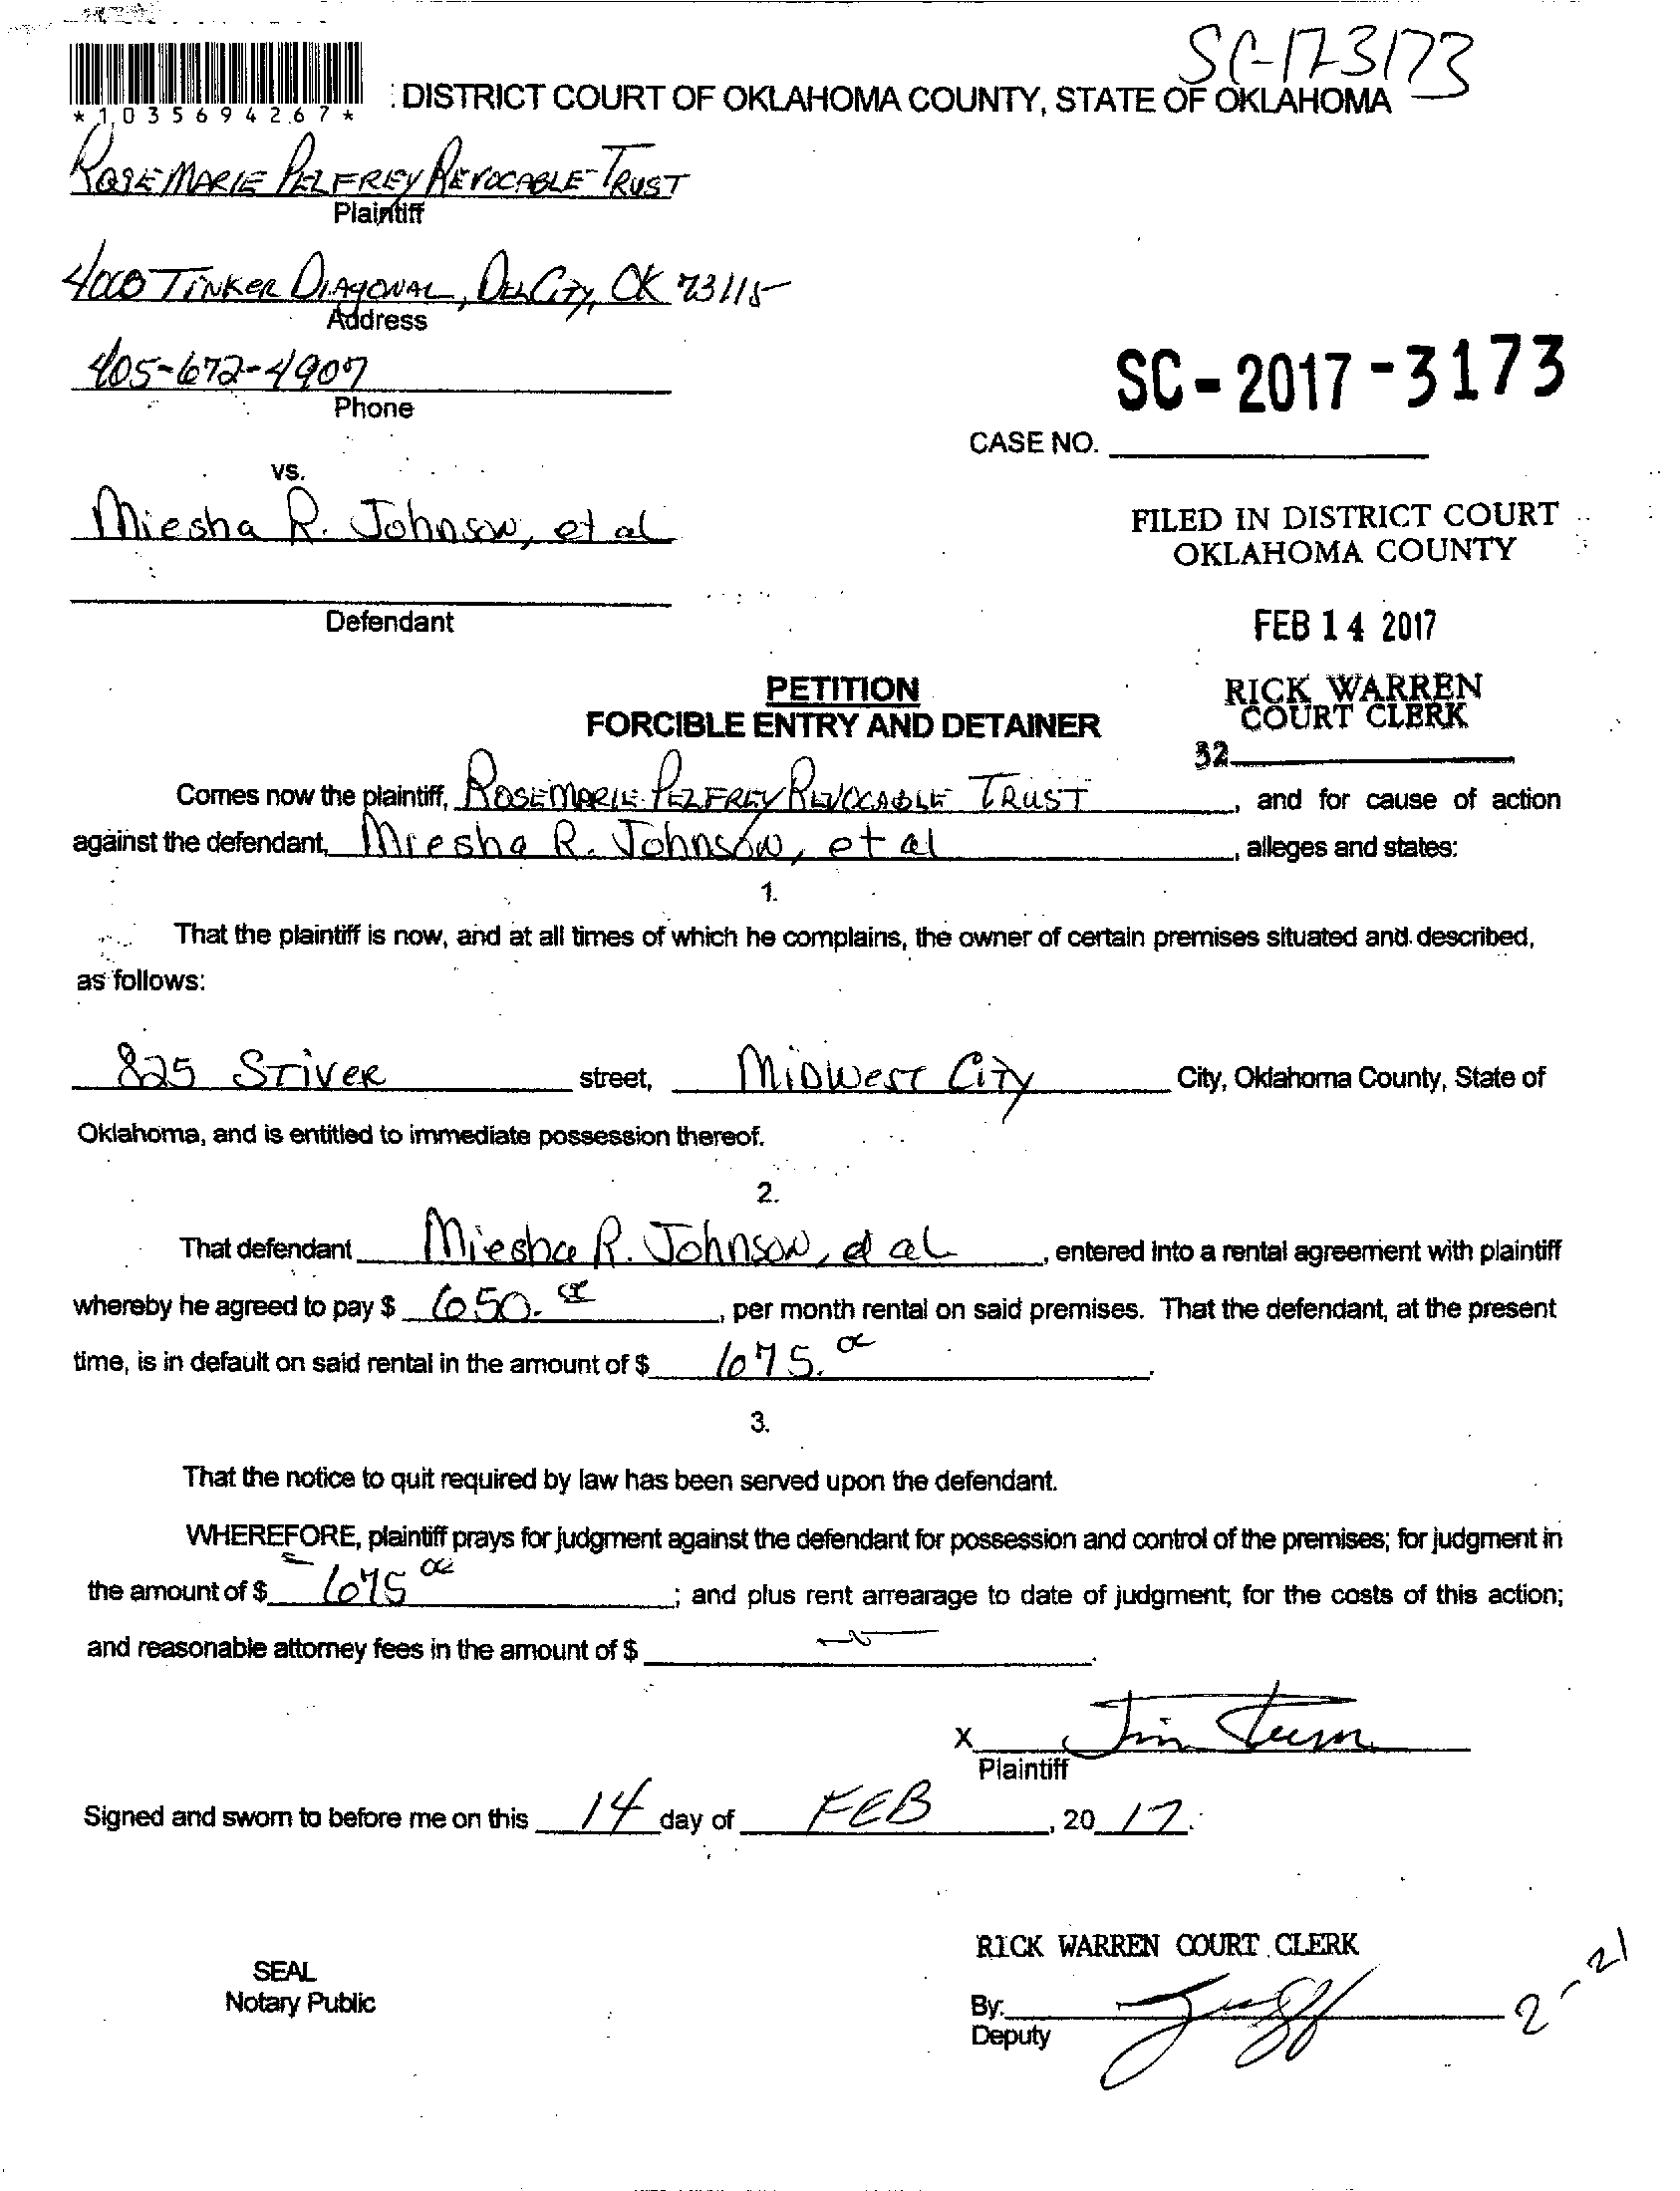 SC-17-3173
*1035694267*
: DISTRICT COURT OF OKLAHOMA COUNTY, STATE OF OKLAHOMA
ROSEMARIE PELFREY REVOCABLE TRUST
Plaintiff
4000 TINKER DIAGONAL, DEL CITY, OK 73115
Address
405-672-4907
Phone
SC-2017-3173
CASE NO.
vs.
Miesha R. Johnson, et al
FILED IN DISTRICT COURT
OKLAHOMA COUNTY
Defendant
FEB 14 2017
PETITION
FORCIBLE ENTRY AND DETAINER
RICK WARREN
COURT CLERK
32
Comes now the plaintiff, ROSEMARIE PELFREY REVOCABLE TRUST, and for cause of action
against the defendant, Miesha R. Johnson, et al, alleges and states:
1.
That the plaintiff is now, and at all times of which he complains, the owner of certain premises situated and described,
as follows:
825 STIVER street, MIDWEST CITY City, Oklahoma County, State of
Oklahoma, and is entitled to immediate possession thereof.
2.
That defendant Miesha R. Johnson, et al, entered into a rental agreement with plaintiff
whereby he agreed to pay $ 650.00, per month rental on said premises. That the defendant, at the present
time, is in default on said rental in the amount of $ 675.00.
3.
That the notice to quit required by law has been served upon the defendant.
WHEREFORE, plaintiff prays for judgment against the defendant for possession and control of the premises; for judgment in
the amount of $ 675.00; and plus rent arrearage to date of judgment; for the costs of this action;
and reasonable attorney fees in the amount of $
X
Plaintiff
Signed and sworn to before me on this 14 day of FEB, 20 17.
RICK WARREN COURT CLERK
SEAL
Notary Public
By:
Deputy
2-21